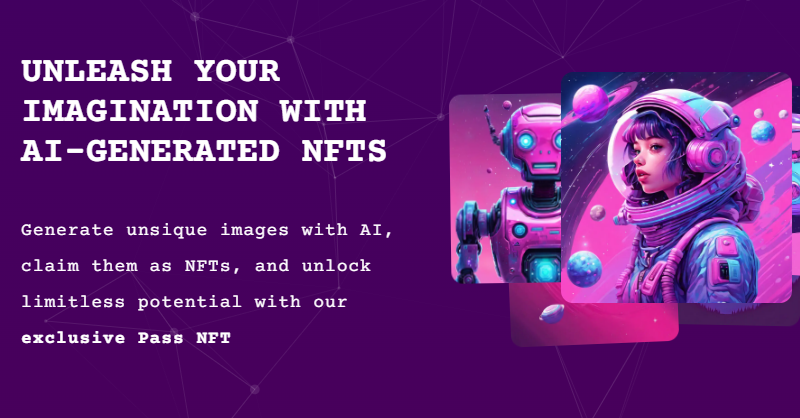 UNLEASH YOUR
IMAGINATION WITH
AI-GENERATED NFTS
Generate unsique images with AI,
claim them as NFTs, and unlock
limitless potential with our
exclusive Pass NFT